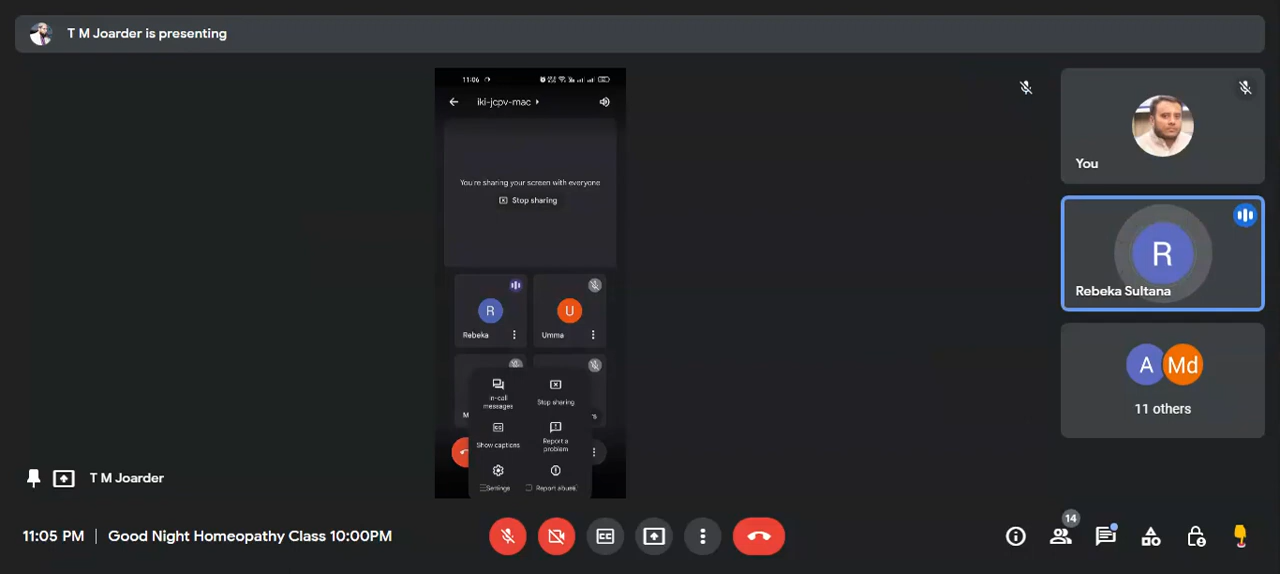 T M Joarder is presenting
11:06
iki-jcpv-mac
You're sharing your screen with everyone
Stop sharing
R
Rebeka
U
Umma
M
In-call
messages
Stop sharing
Show captions
Report a
problem
Settings
Report abuse
You
R
Rebeka Sultana
A Md
11 others
T M Joarder
11:05 PM | Good Night Homeopathy Class 10:00PM
CC
14